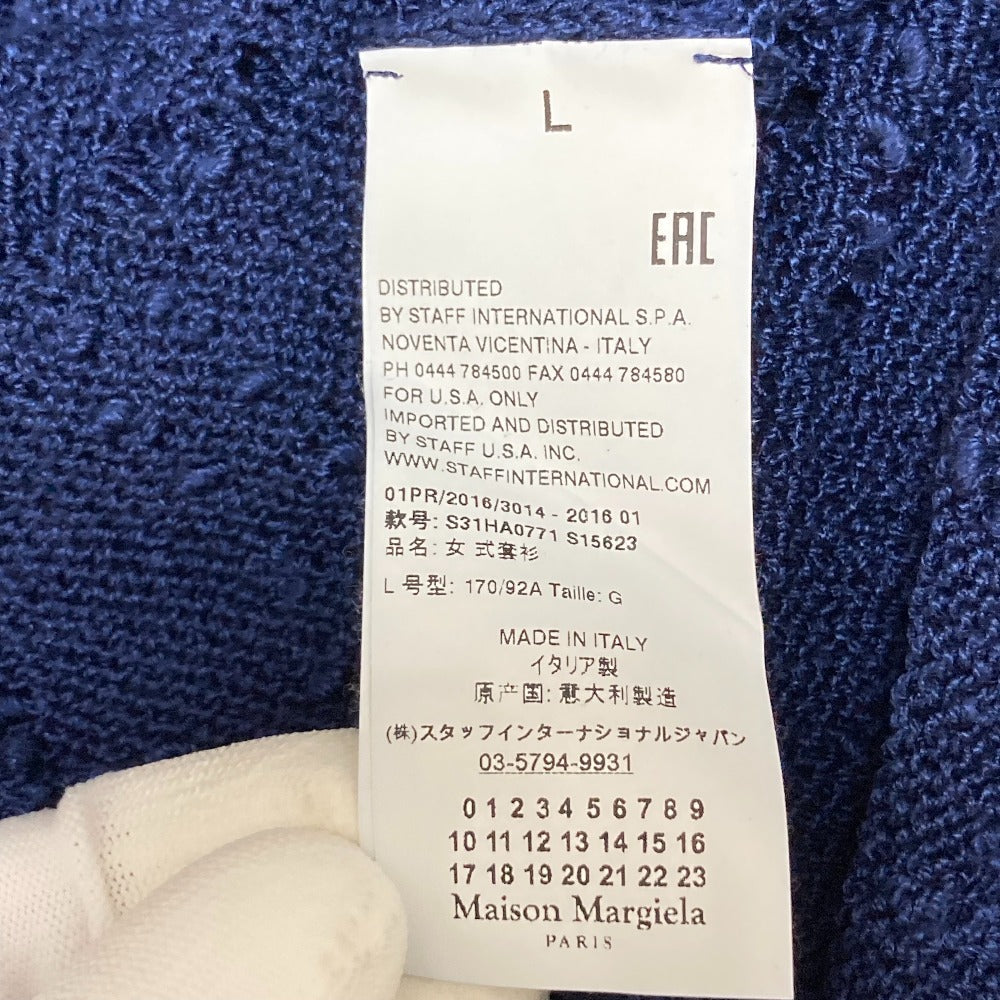 L
EAC
DISTRIBUTED
BY STAFF INTERNATIONAL S.P.A.
NOVENTA VICENTINA - ITALY
PH 0444 784500 FAX 0444 784580
FOR U.S.A. ONLY
IMPORTED AND DISTRIBUTED
BY STAFF U.S.A. INC.
WWW.STAFFINTERNATIONAL.COM
01PR/2016/3014 - 2016 01
款号: S31HA0771 S15623
品名: 女 式套衫
L 号型: 170/92A Taille: G
MADE IN ITALY
イタリア製
原产国: 意大利製造
(株)スタッフインターナショナルジャパン
03-5794-9931
0 1 2 3 4 5 6 7 8 9
10 11 12 13 14 15 16
17 18 19 20 21 22 23
Maison Margiela
PARIS